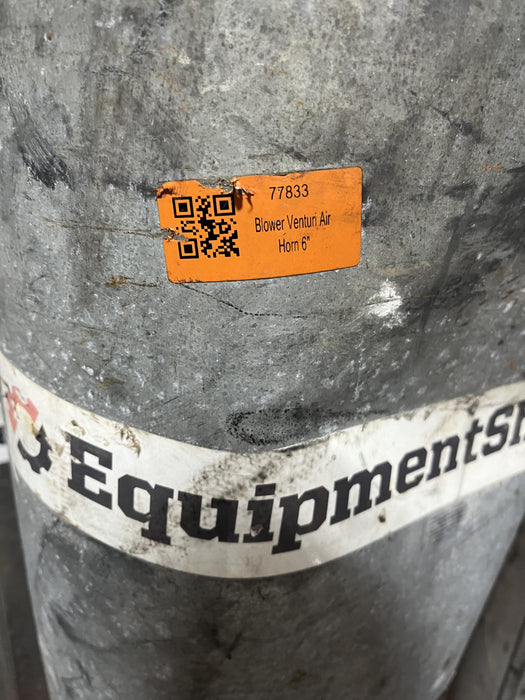 77833
Blower Venturi Air
Horn 6"
EquipmentSh